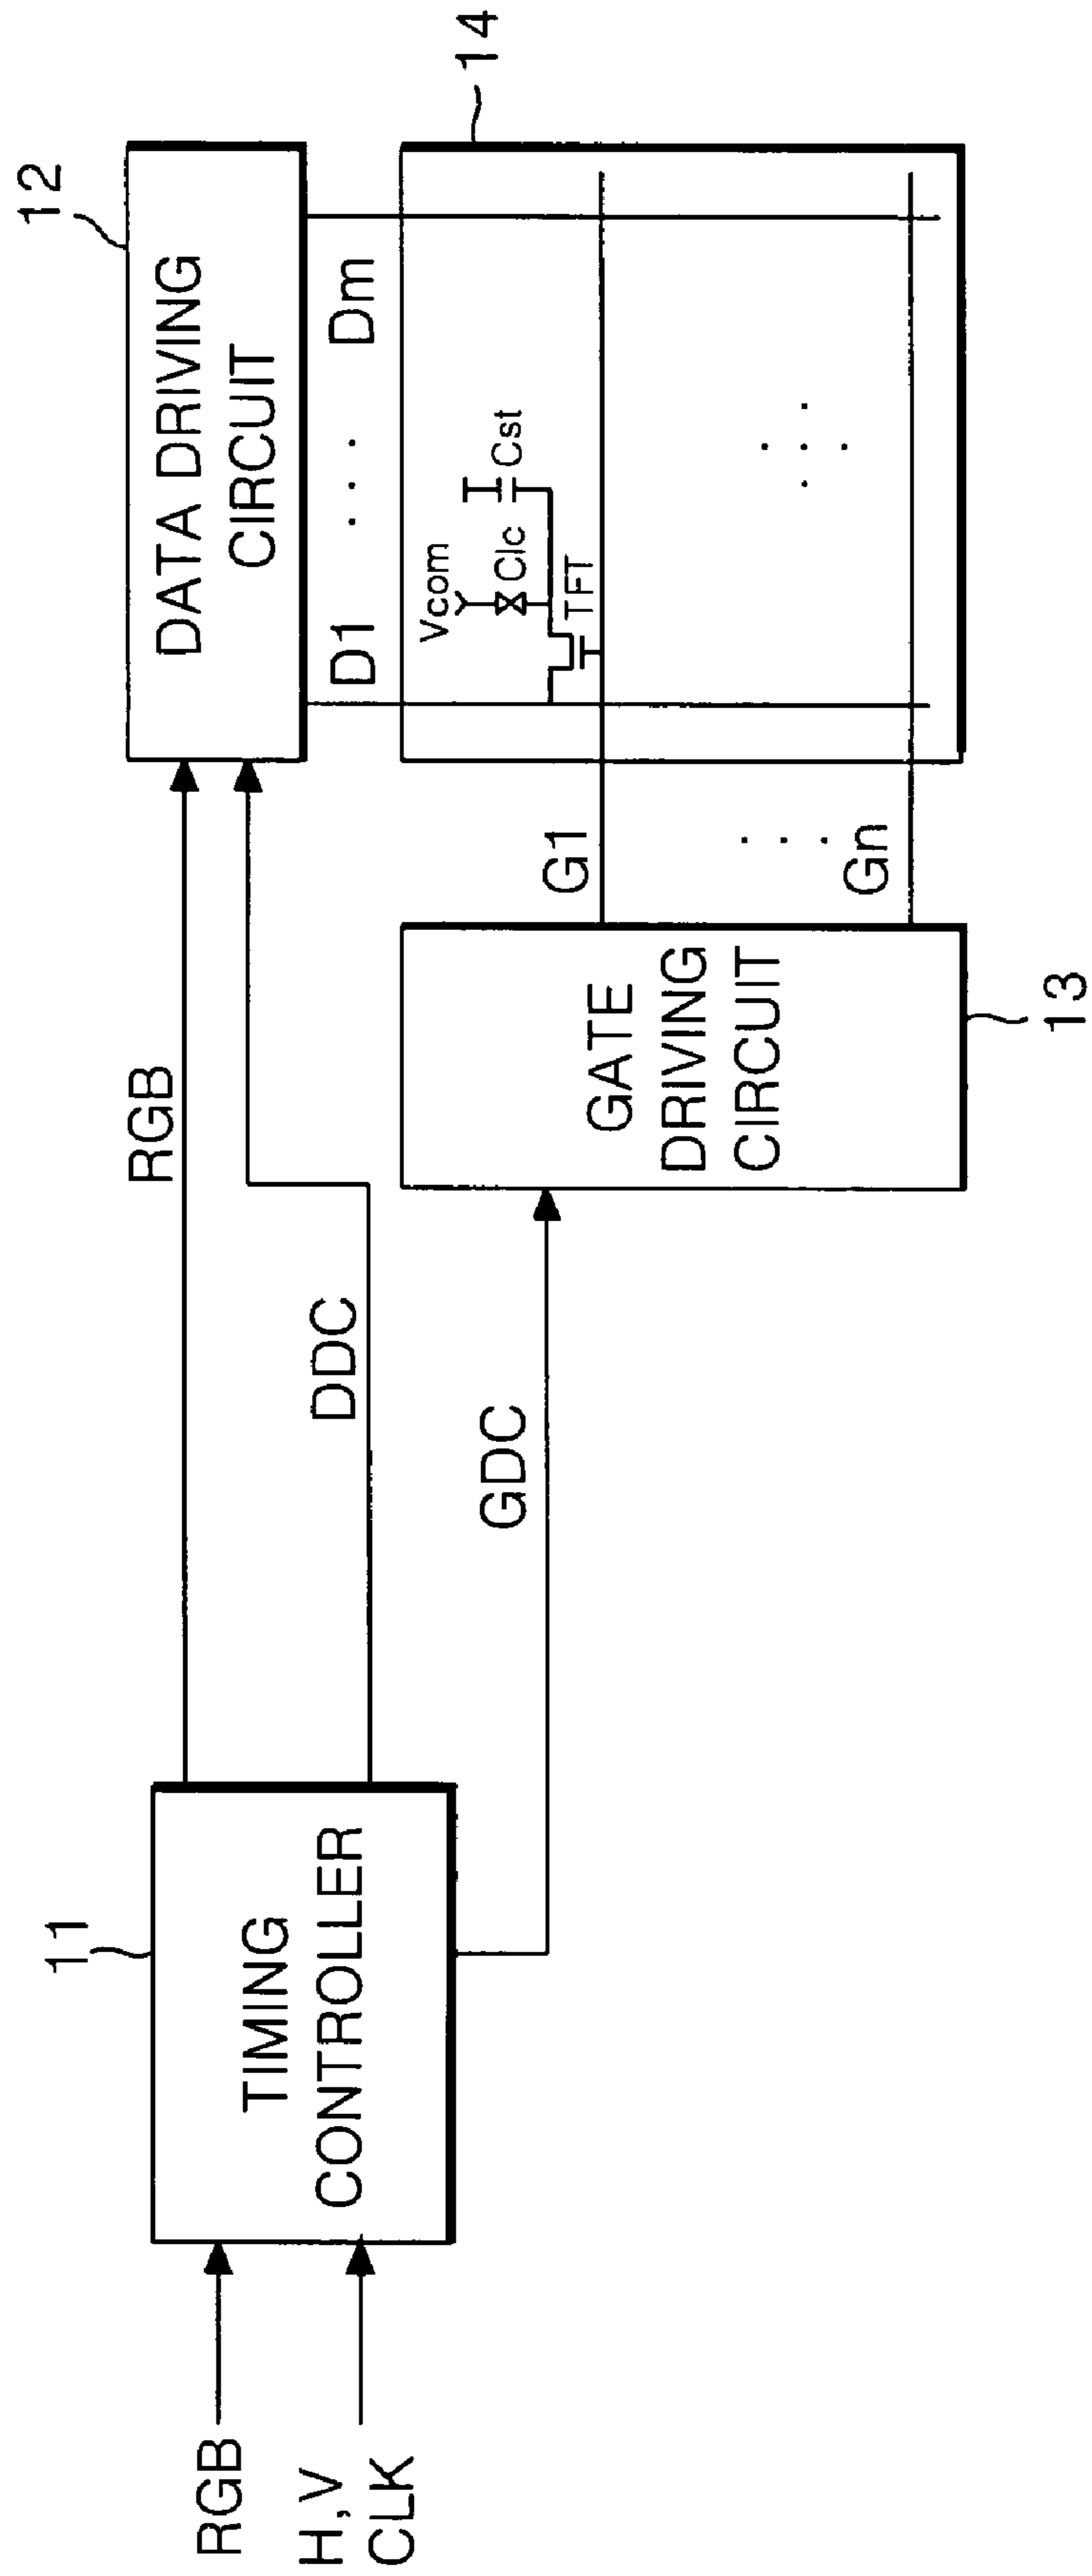 RGB
H,V
CLK
11
TIMING
CONTROLLER
RGB
DDC
GDC
12
DATA DRIVING
CIRCUIT
GATE
DRIVING
CIRCUIT
13
D1
Dm
G1
Gn
14
Vcom
Clc
Cst
TFT